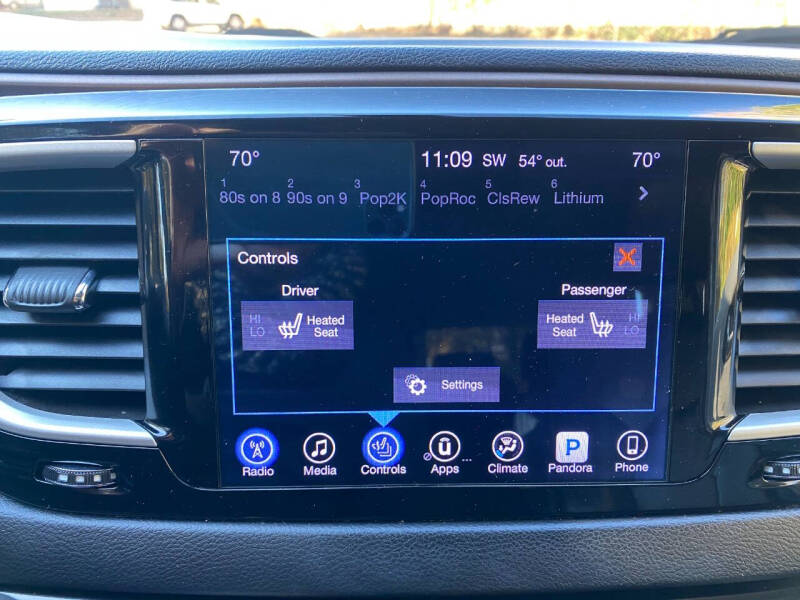 70° 11:09 SW 54° out. 70°
1 2 3 4 5 6
80s on 8 90s on 9 Pop2K PopRoc ClsRew Lithium
Controls
Driver Passenger
HI
LO
Heated
Seat
Heated
Seat
HI
LO
Settings
Radio Media Controls Apps Climate Pandora Phone
P